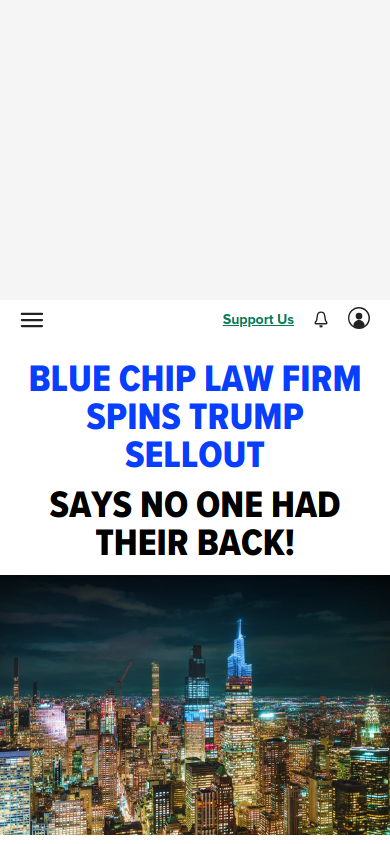 Support Us
BLUE CHIP LAW FIRM
SPINS TRUMP
SELLOUT
SAYS NO ONE HAD
THEIR BACK!